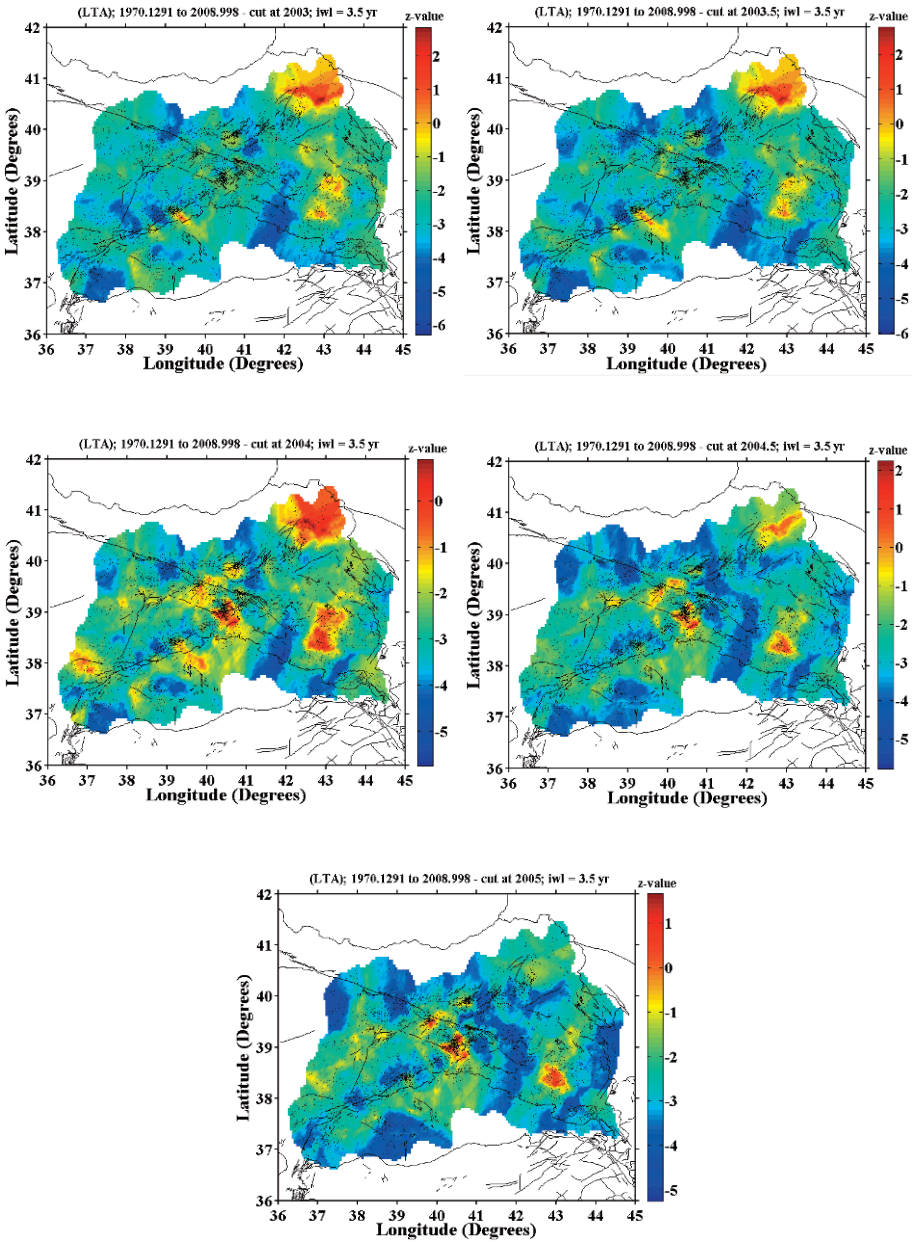 (LTA); 1970.1291 to 2008.998 - cut at 2003; iwl = 3.5 yr
z-value
42
41
40
39
38
37
36
Latitude (Degrees)
36 37 38 39 40 41 42 43 44 45
Longitude (Degrees)
2
1
0
-1
-2
-3
-4
-5
-6
(LTA); 1970.1291 to 2008.998 - cut at 2003.5; iwl = 3.5 yr
z-value
42
41
40
39
38
37
36
Latitude (Degrees)
36 37 38 39 40 41 42 43 44 45
Longitude (Degrees)
2
1
0
-1
-2
-3
-4
-5
-6
(LTA); 1970.1291 to 2008.998 - cut at 2004; iwl = 3.5 yr
z-value
42
41
40
39
38
37
36
Latitude (Degrees)
36 37 38 39 40 41 42 43 44 45
Longitude (Degrees)
0
-1
-2
-3
-4
-5
(LTA); 1970.1291 to 2008.998 - cut at 2004.5; iwl = 3.5 yr
z-value
42
41
40
39
38
37
36
Latitude (Degrees)
36 37 38 39 40 41 42 43 44 45
Longitude (Degrees)
2
1
0
-1
-2
-3
-4
-5
(LTA); 1970.1291 to 2008.998 - cut at 2005; iwl = 3.5 yr
z-value
42
41
40
39
38
37
36
Latitude (Degrees)
36 37 38 39 40 41 42 43 44 45
Longitude (Degrees)
1
0
-1
-2
-3
-4
-5